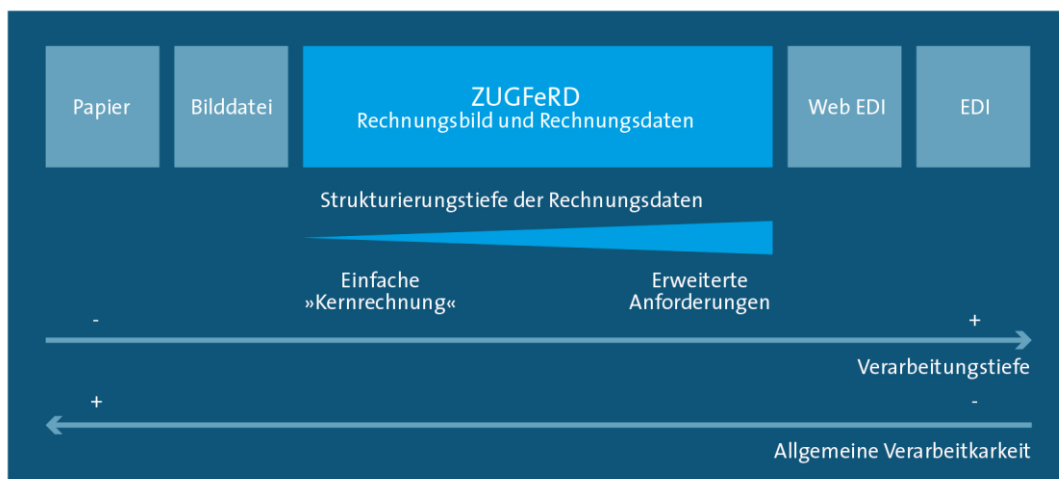 Papier
Bilddatei
ZUGFeRD
Rechnungsbild und Rechnungsdaten
Web EDI
EDI
Strukturierungstiefe der Rechnungsdaten
Einfache
»Kernrechnung«
Erweiterte
Anforderungen
-
+
Verarbeitungstiefe
+
-
Allgemeine Verarbeitkarkeit